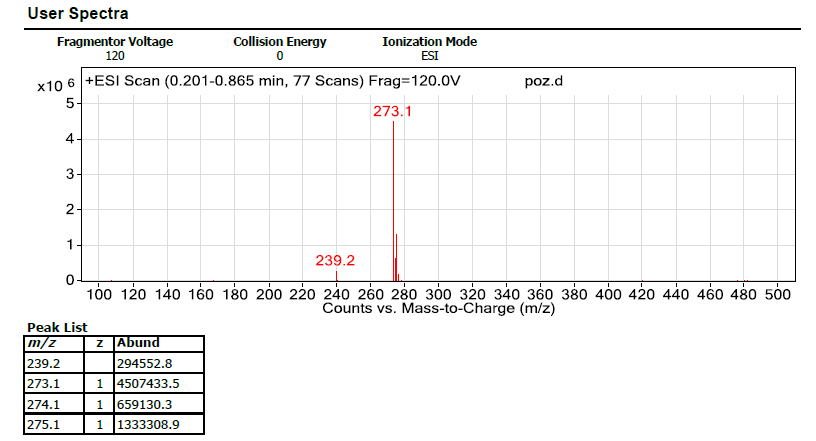 User Spectra
Fragmentor Voltage Collision Energy Ionization Mode
120 0 ESI
x10 6 +ESI Scan (0.201-0.865 min, 77 Scans) Frag=120.0V poz.d
5
273.1
4
3
2
1
239.2
0
100 120 140 160 180 200 220 240 260 280 300 320 340 360 380 400 420 440 460 480 500
Counts vs. Mass-to-Charge (m/z)
Peak List
m/z z Abund
239.2 294552.8
273.1 1 4507433.5
274.1 1 659130.3
275.1 1 1333308.9